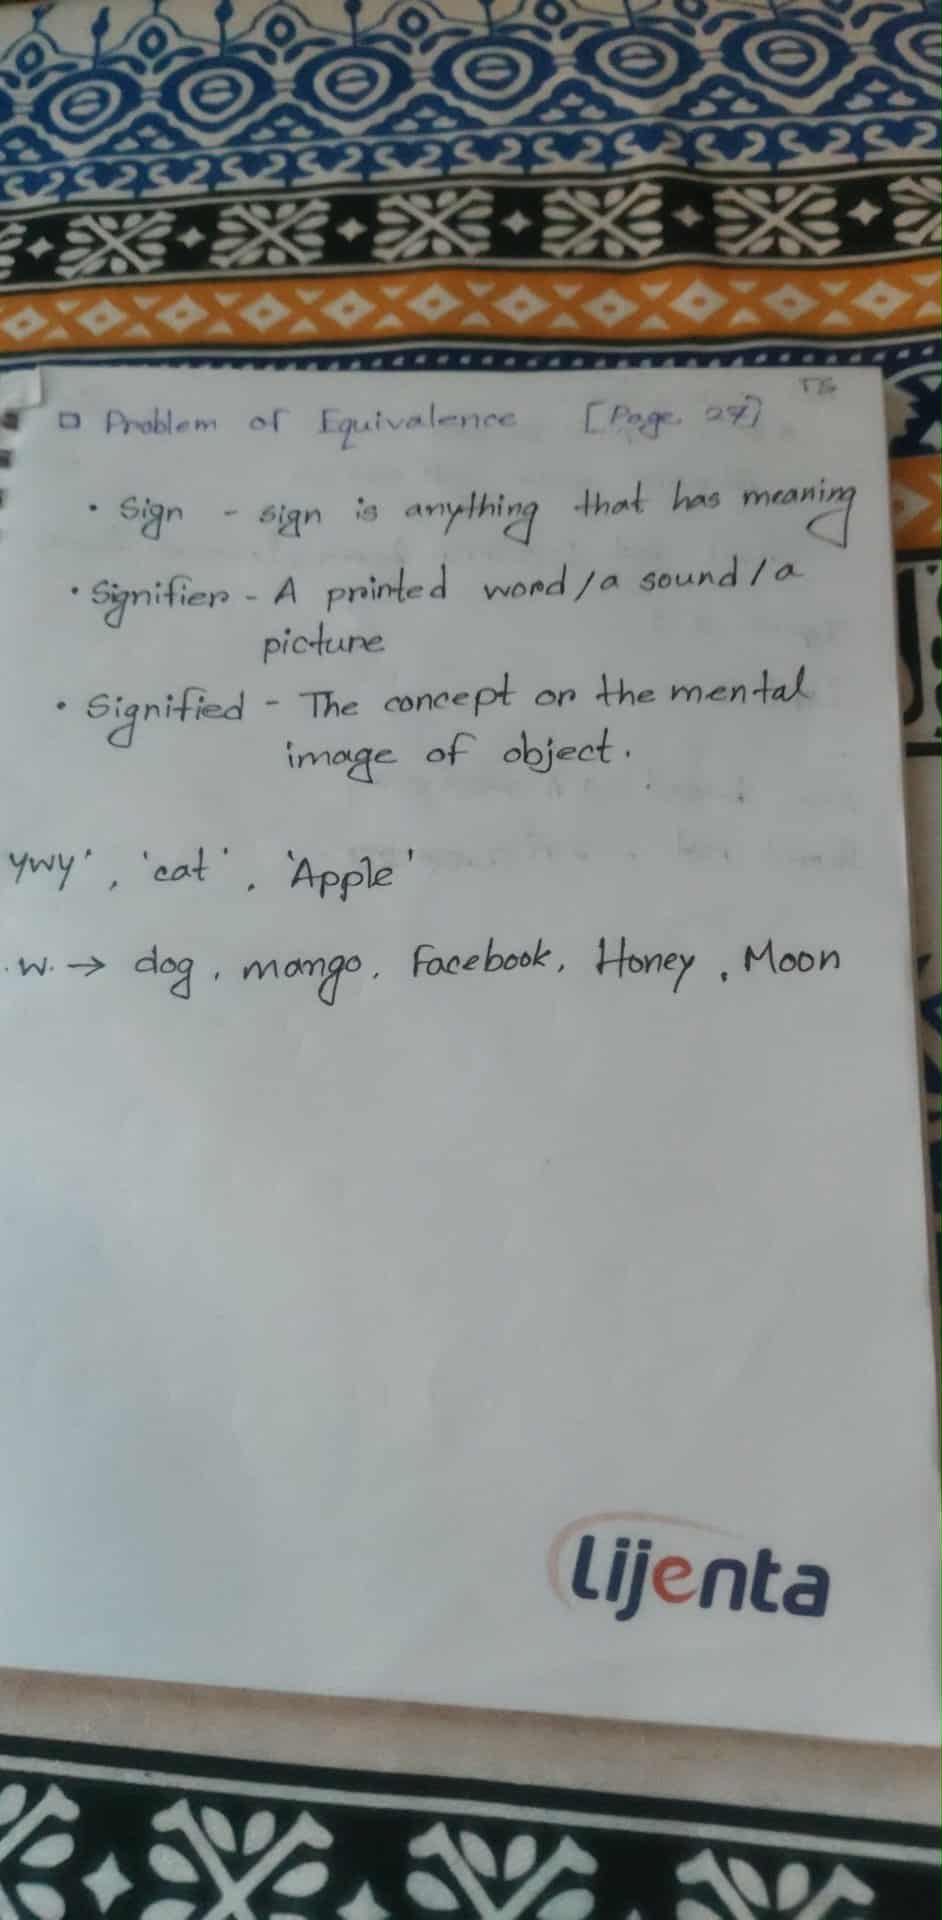 TS
□ Problem of Equivalence [Page 27]
• Sign - sign is anything that has meaning
• Signifier - A printed word/a sound/a
picture
• Signified - The concept or the mental
image of object.
ywy', 'cat', 'Apple'
.W. → dog, mango, Facebook, Honey, Moon
Lijenta